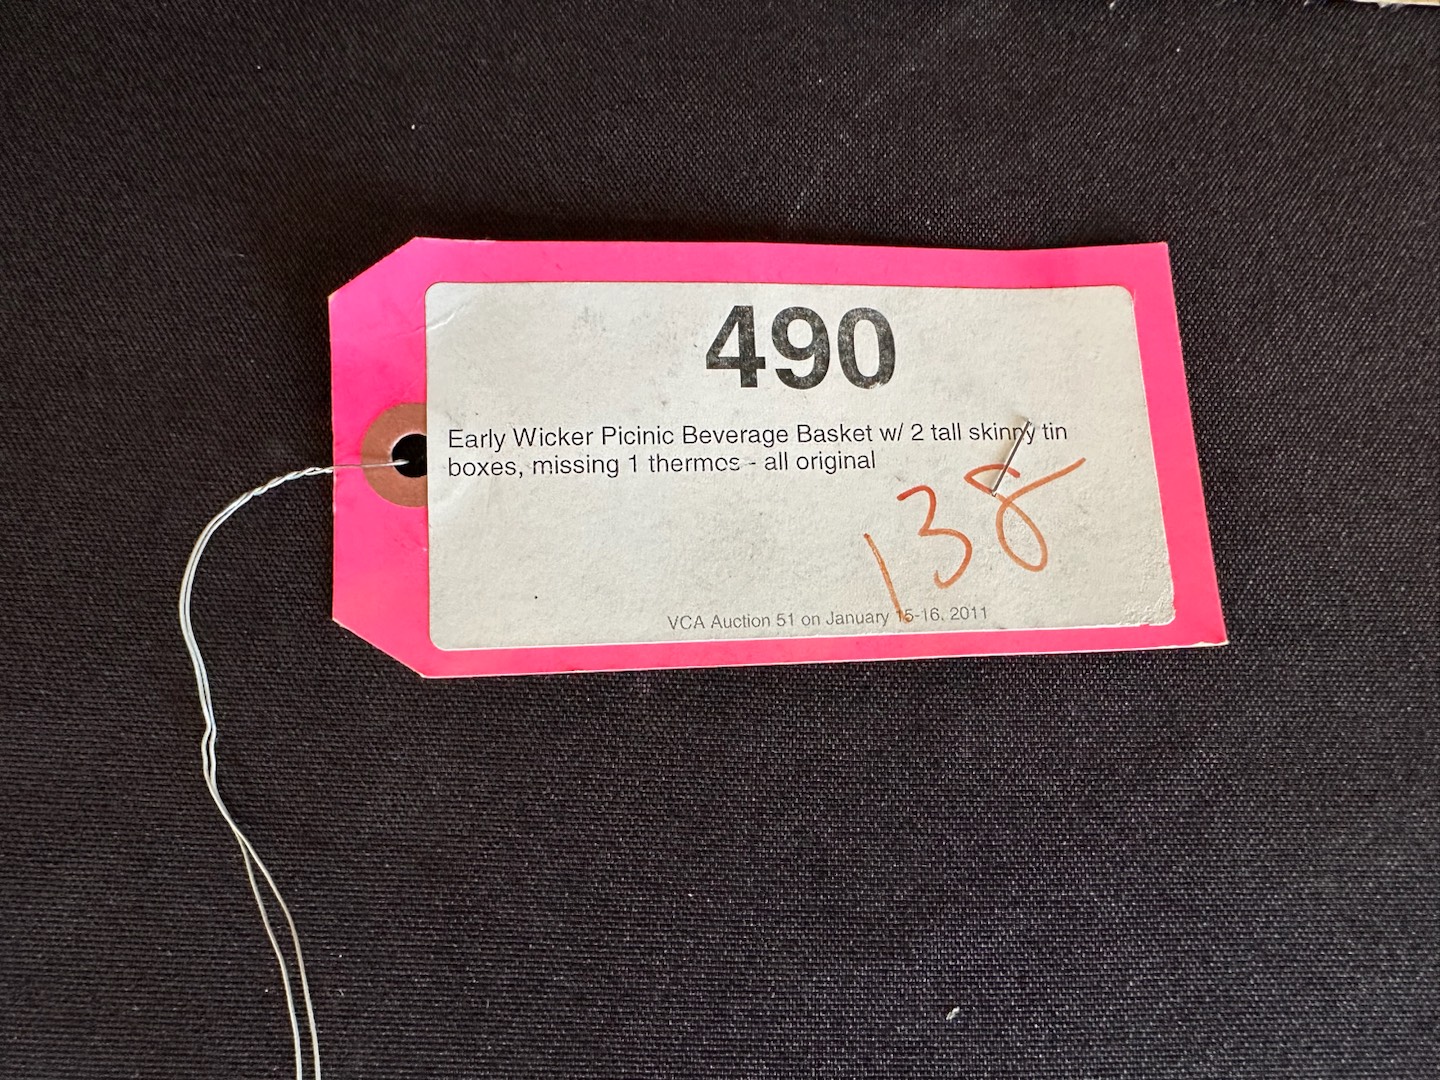 490
Early Wicker Picinic Beverage Basket w/ 2 tall skinny tin
boxes, missing 1 thermos - all original
138
VCA Auction 51 on January 15-16, 2011